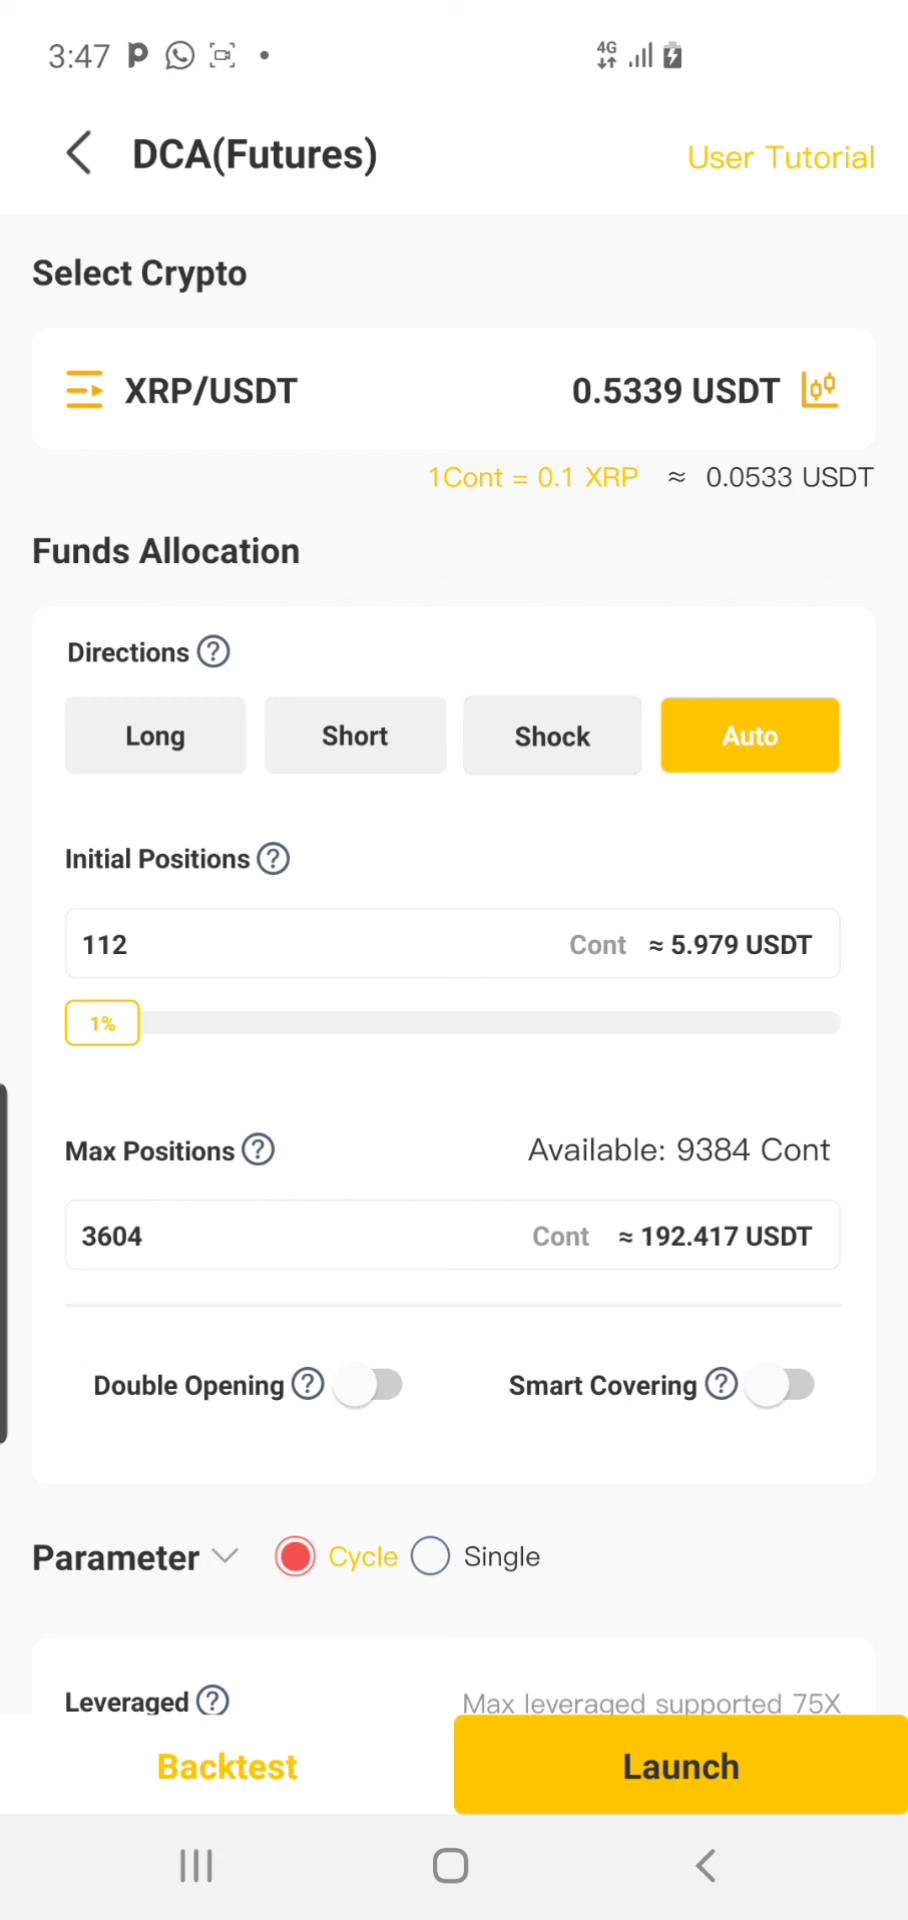 3:47
4G
DCA(Futures)
User Tutorial
Select Crypto
XRP/USDT 0.5339 USDT
1Cont = 0.1 XRP ≈ 0.0533 USDT
Funds Allocation
Directions ?
Long Short Shock Auto
Initial Positions ?
112 Cont ≈ 5.979 USDT
1%
Max Positions ? Available: 9384 Cont
3604 Cont ≈ 192.417 USDT
Double Opening ? Smart Covering ?
Parameter Cycle Single
Leveraged ? Max leveraged supported 75X
Backtest Launch